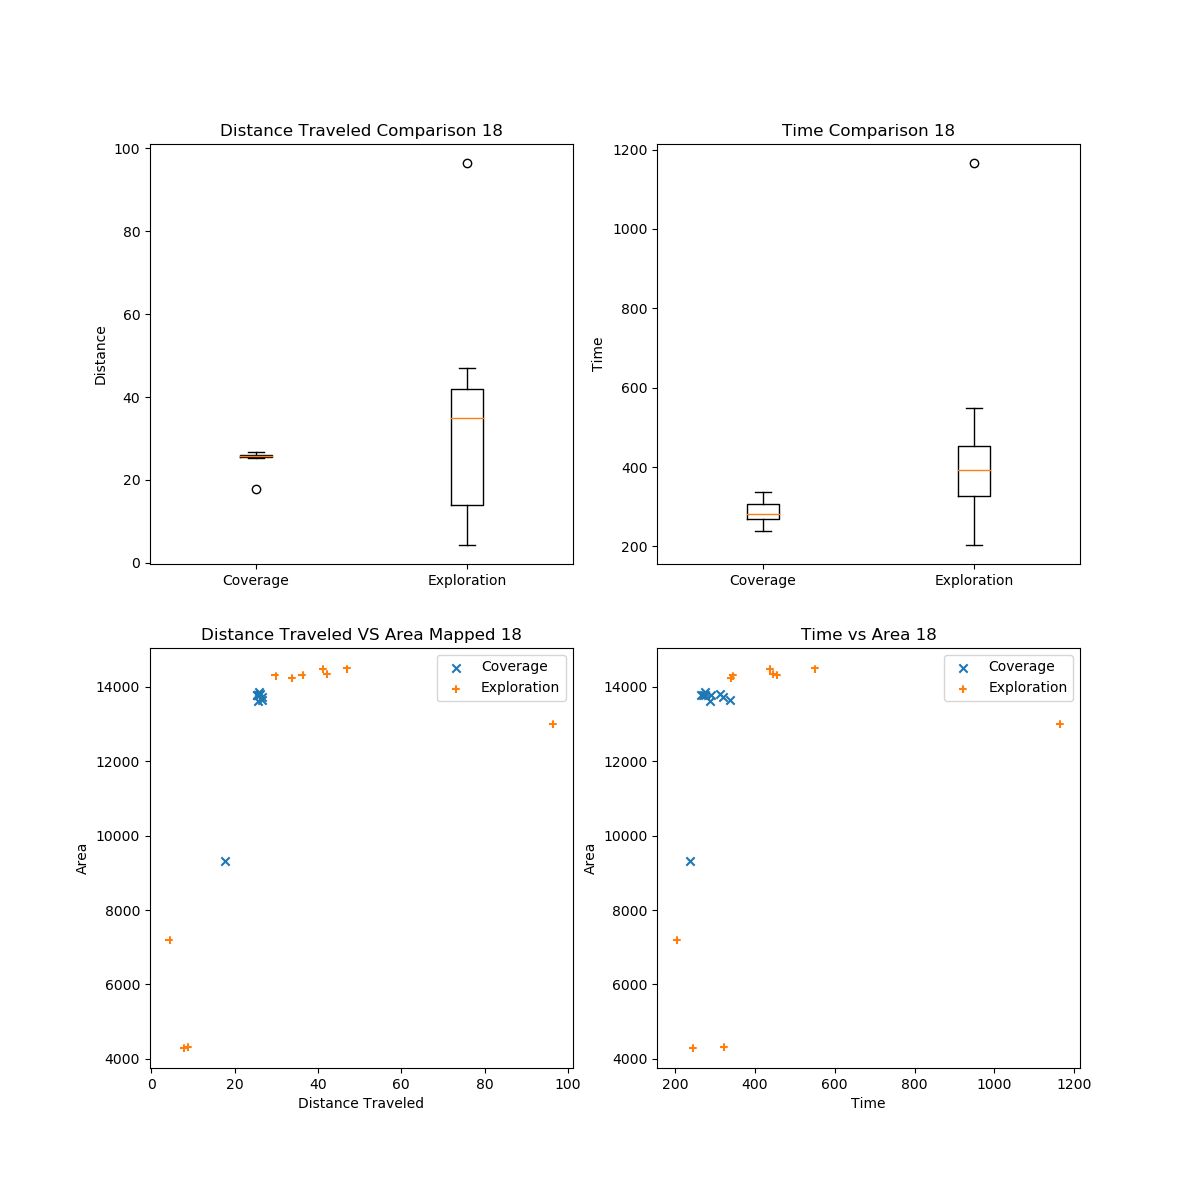 Distance Traveled Comparison 18
100
80
60
40
20
0
Distance
Coverage
Exploration
Time Comparison 18
1200
1000
800
600
400
200
Time
Coverage
Exploration
Distance Traveled VS Area Mapped 18
Coverage
Exploration
14000
12000
10000
8000
6000
4000
Area
0 20 40 60 80 100
Distance Traveled
Time vs Area 18
Coverage
Exploration
14000
12000
10000
8000
6000
4000
Area
200 400 600 800 1000 1200
Time